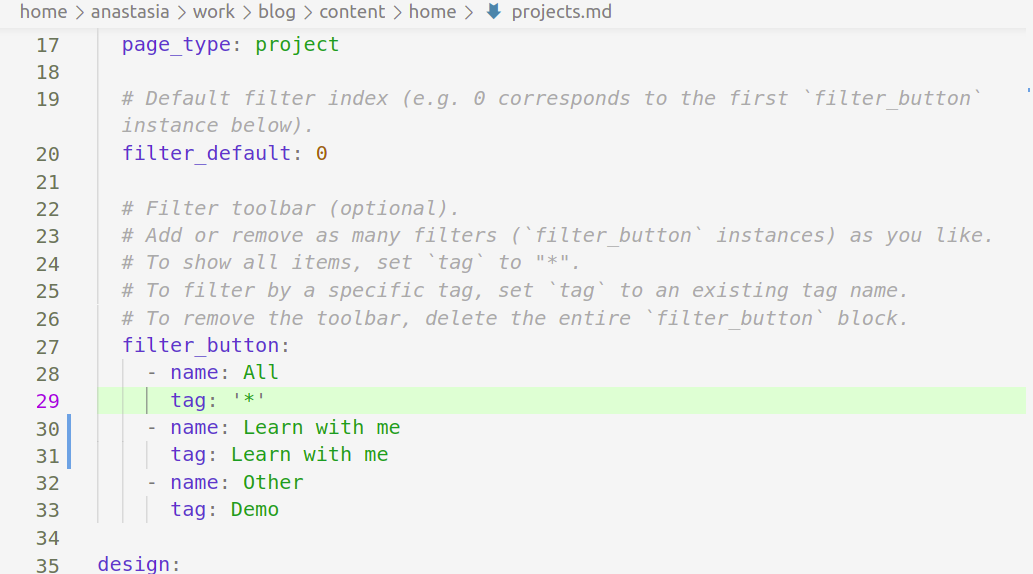 home > anastasia > work > blog > content > home > projects.md
17 page_type: project
18
19 # Default filter index (e.g. 0 corresponds to the first `filter_button`
instance below).
20 filter_default: 0
21
22 # Filter toolbar (optional).
23 # Add or remove as many filters (`filter_button` instances) as you like.
24 # To show all items, set `tag` to "*".
25 # To filter by a specific tag, set `tag` to an existing tag name.
26 # To remove the toolbar, delete the entire `filter_button` block.
27 filter_button:
28 - name: All
29 tag: '*'
30 - name: Learn with me
31 tag: Learn with me
32 - name: Other
33 tag: Demo
34
35 design: